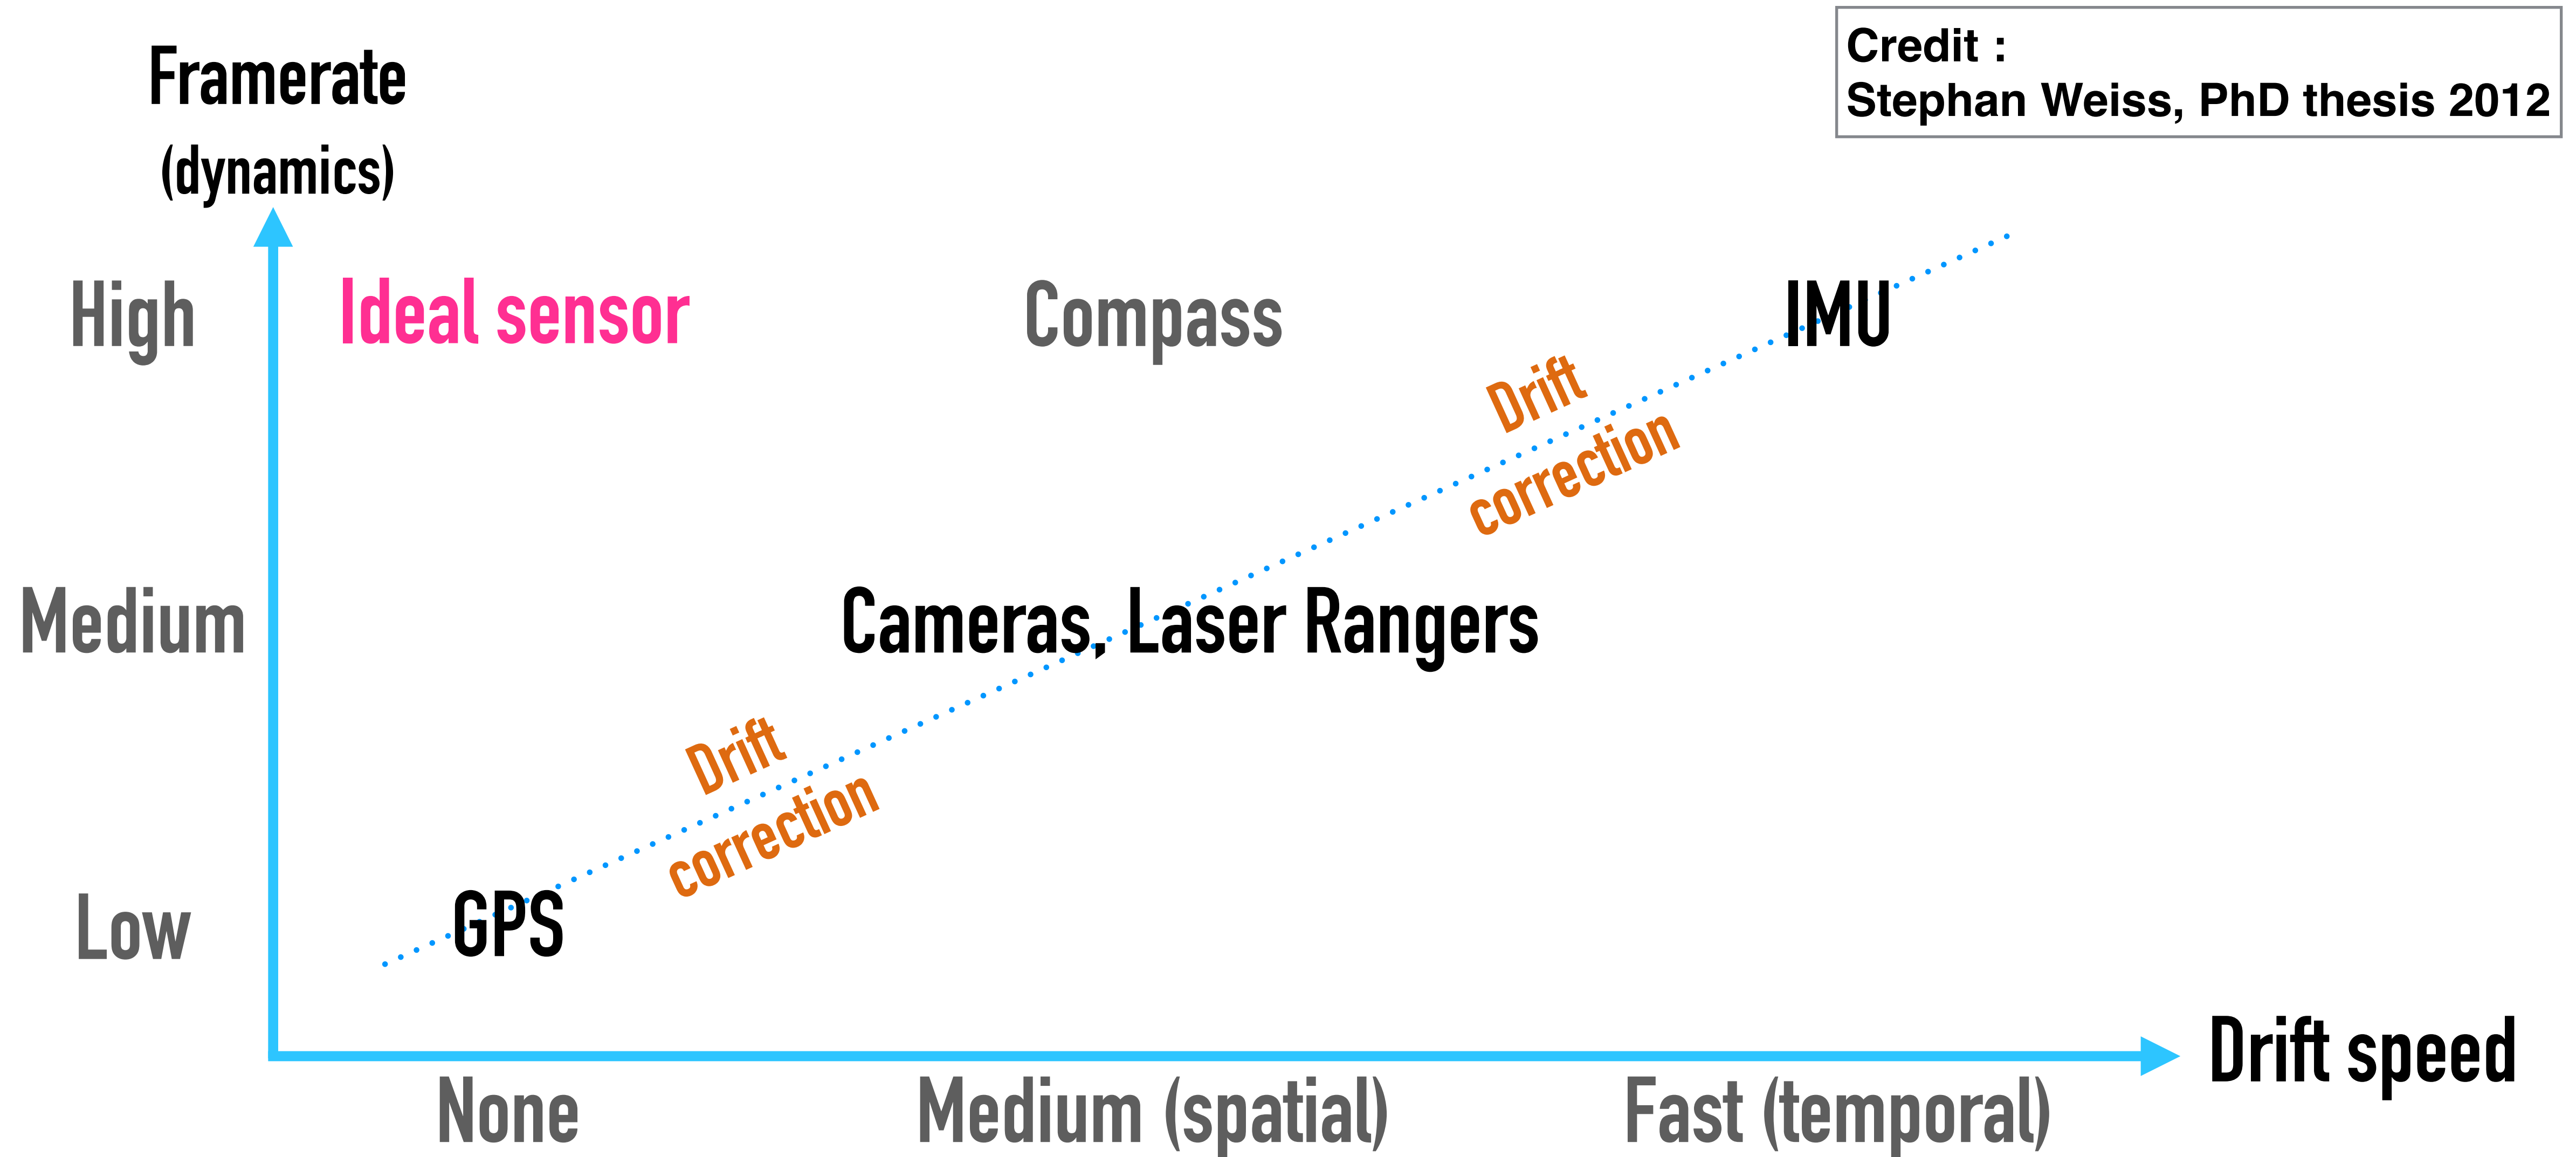 Credit :
Stephan Weiss, PhD thesis 2012
Framerate
(dynamics)
High
Ideal sensor
Compass
IMU
Drift
correction
Medium
Cameras, Laser Rangers
Drift
correction
Low
GPS
Drift speed
None
Medium (spatial)
Fast (temporal)